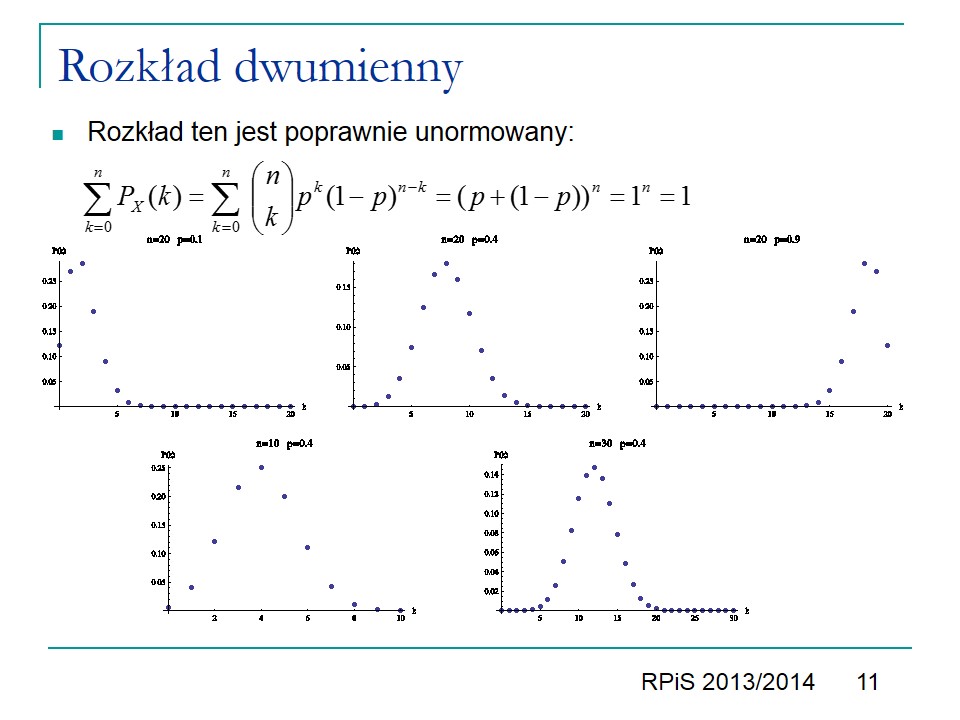 Rozkład dwumienny
Rozkład ten jest poprawnie unormowany:
\sum_{k=0}^{n} P_X(k) = \sum_{k=0}^{n} \binom{n}{k} p^k (1-p)^{n-k} = (p+(1-p))^n = 1^n = 1
n=20 p=0.1
0.25
0.20
0.15
0.10
0.05
5 10 15 20 k
n=20 p=0.4
0.15
0.10
0.05
5 10 15 20 k
n=20 p=0.9
0.25
0.20
0.15
0.10
0.05
5 10 15 20 k
n=10 p=0.4
0.25
0.20
0.15
0.10
0.05
2 4 6 8 10 k
n=30 p=0.4
0.14
0.12
0.10
0.08
0.06
0.04
0.02
5 10 15 20 25 30 k
RPiS 2013/2014 11